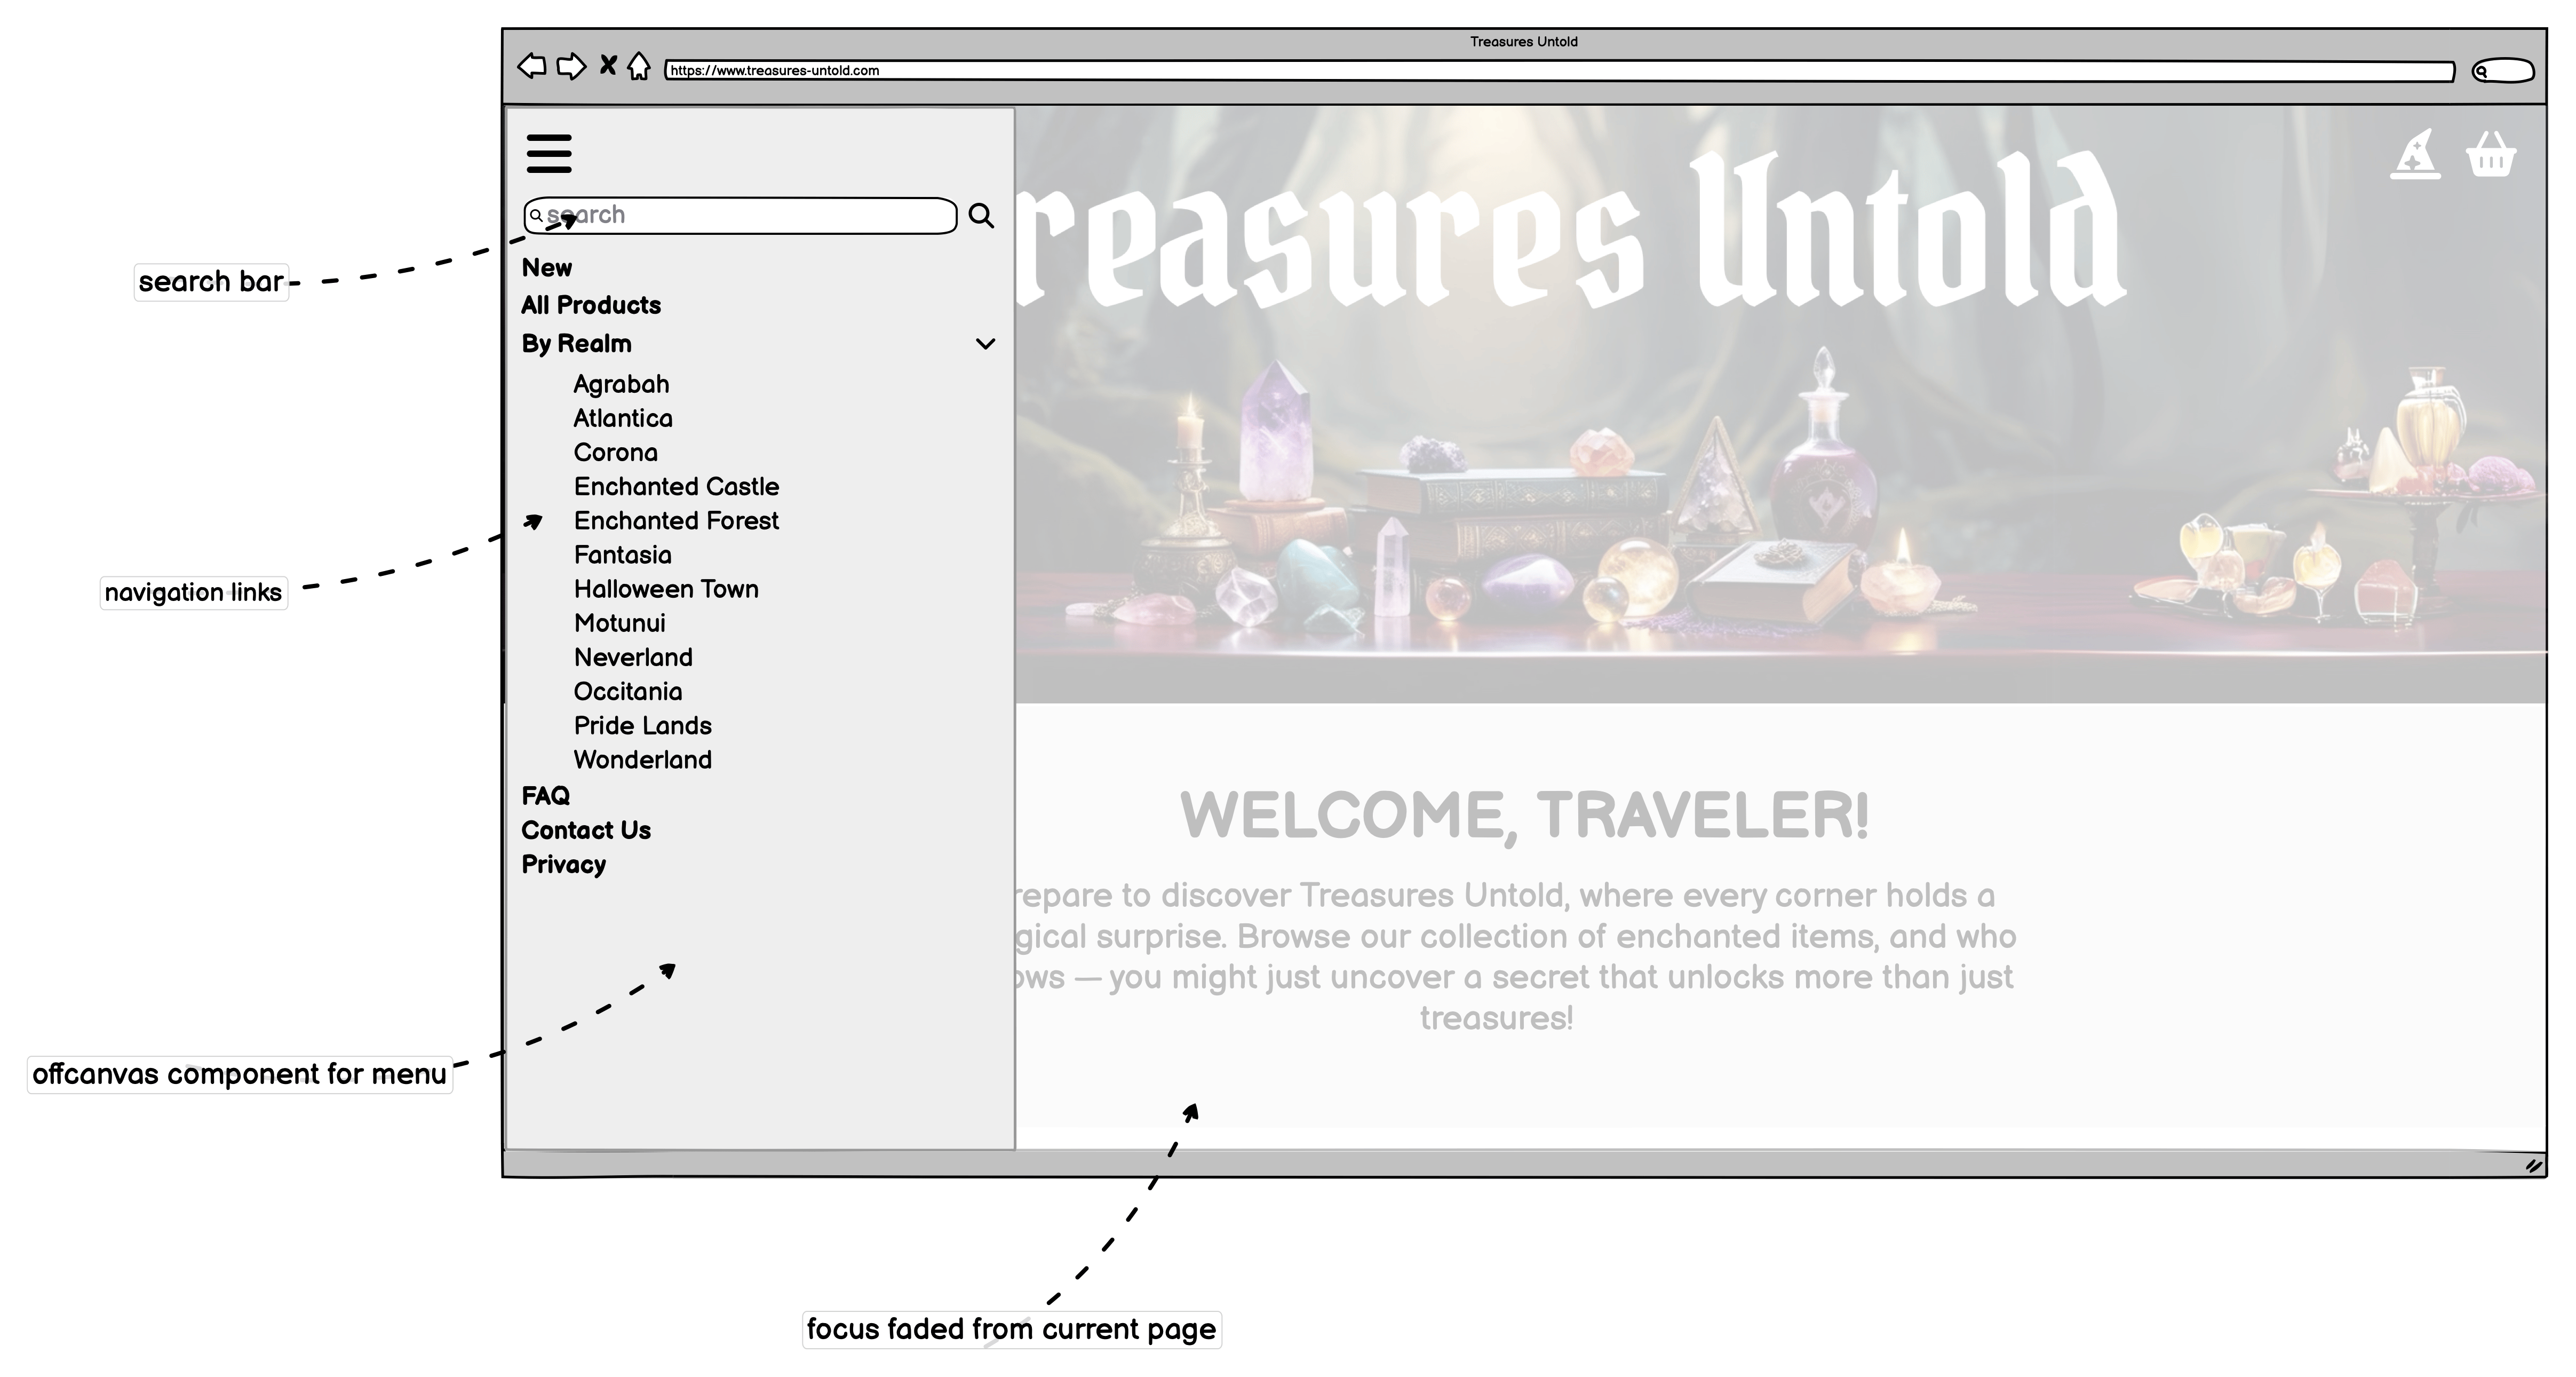 Treasures Untold
https://www.treasures-untold.com
search
New
All Products
By Realm
Agrabah
Atlantica
Corona
Enchanted Castle
Enchanted Forest
Fantasia
Halloween Town
Motunui
Neverland
Occitania
Pride Lands
Wonderland
FAQ
Contact Us
Privacy
reasures Untold
WELCOME, TRAVELER!
repare to discover Treasures Untold, where every corner holds a
gical surprise. Browse our collection of enchanted items, and who
ows — you might just uncover a secret that unlocks more than just
treasures!
search bar
navigation links
offcanvas component for menu
focus faded from current page